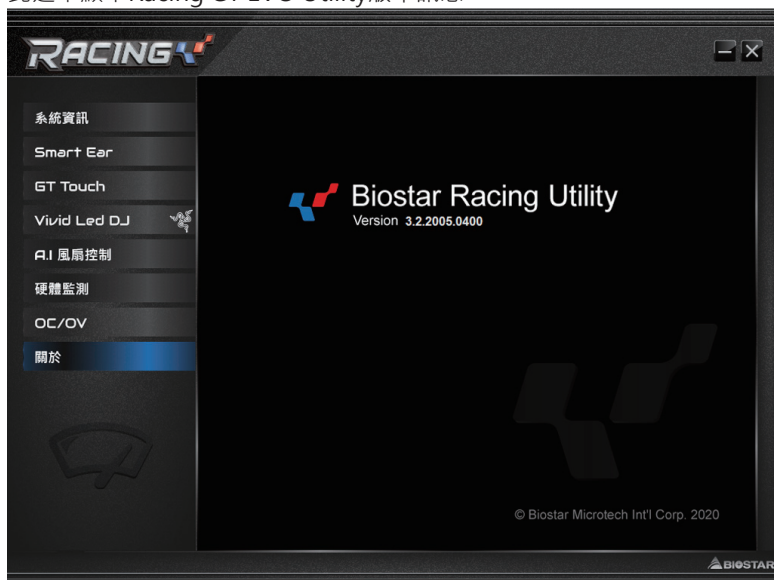 RACING
系統資訊
Smart Ear
GT Touch
Vivid Led DJ
A.I 風扇控制
硬體監測
OC/OV
關於
Biostar Racing Utility
Version 3.2.2005.0400
© Biostar Microtech Int'l Corp. 2020
BIOSTAR